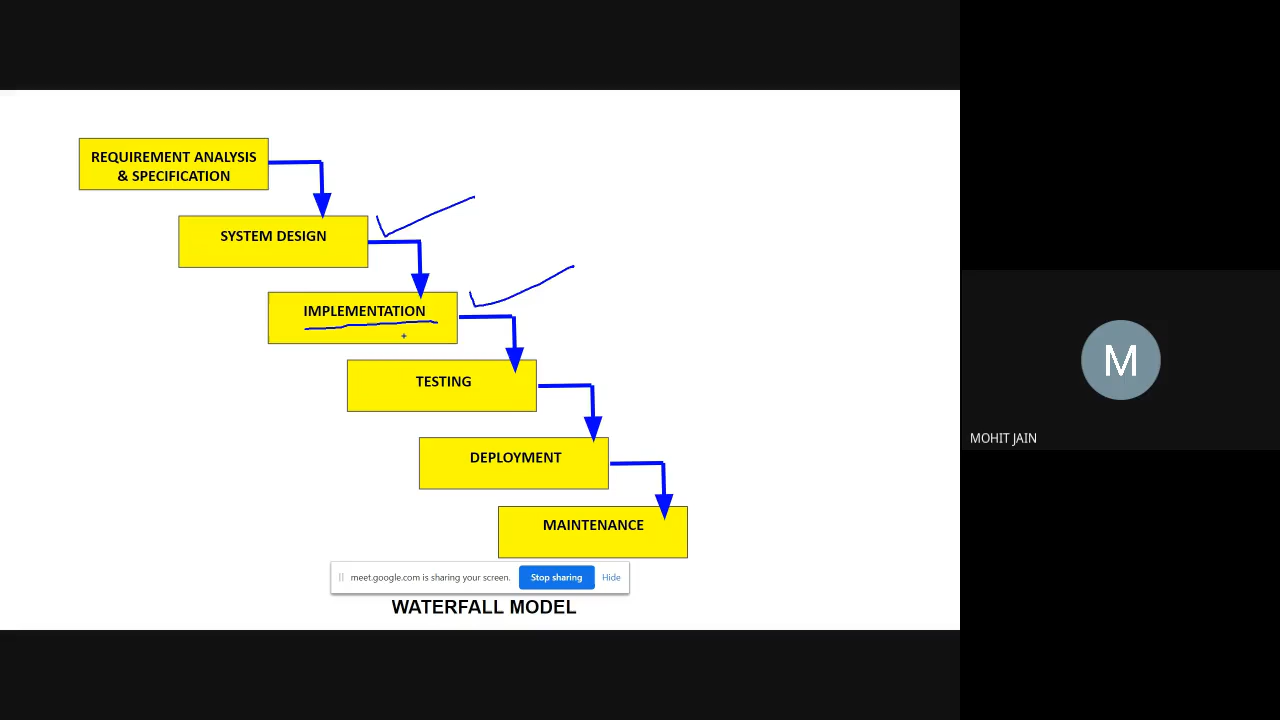 REQUIREMENT ANALYSIS
& SPECIFICATION
SYSTEM DESIGN
IMPLEMENTATION
TESTING
DEPLOYMENT
MAINTENANCE
meet.google.com is sharing your screen. Stop sharing Hide
WATERFALL MODEL
M
MOHIT JAIN